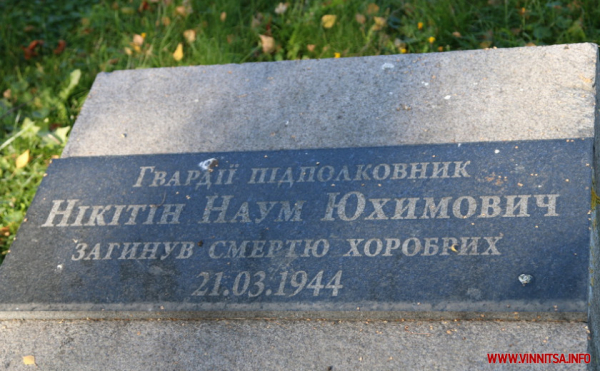 Гвардії підполковник
Нікітін Наум Юхимович
загинув смертю хоробрих
21.03.1944
WWW.VINNITSA.INFO